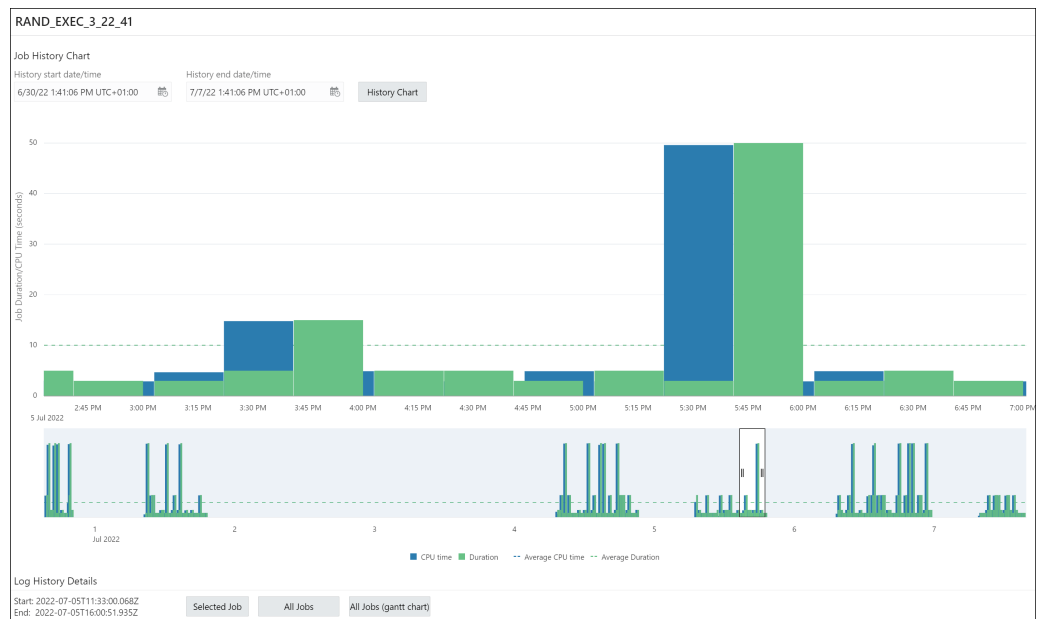 RAND_EXEC_3_22_41
Job History Chart
History start date/time
History end date/time
6/30/22 1:41:06 PM UTC+01:00
7/7/22 1:41:06 PM UTC+01:00
History Chart
Job Duration/CPU Time (seconds)
50
40
30
20
10
0
2:45 PM 3:00 PM 3:15 PM 3:30 PM 3:45 PM 4:00 PM 4:15 PM 4:30 PM 4:45 PM 5:00 PM 5:15 PM 5:30 PM 5:45 PM 6:00 PM 6:15 PM 6:30 PM 6:45 PM 7:00 PM
5 Jul 2022
1 2 3 4 5 6 7
Jul 2022
CPU time Duration -- Average CPU time -- Average Duration
Log History Details
Start: 2022-07-05T11:33:00.068Z
End: 2022-07-05T16:00:51.935Z
Selected Job
All Jobs
All Jobs (gantt chart)